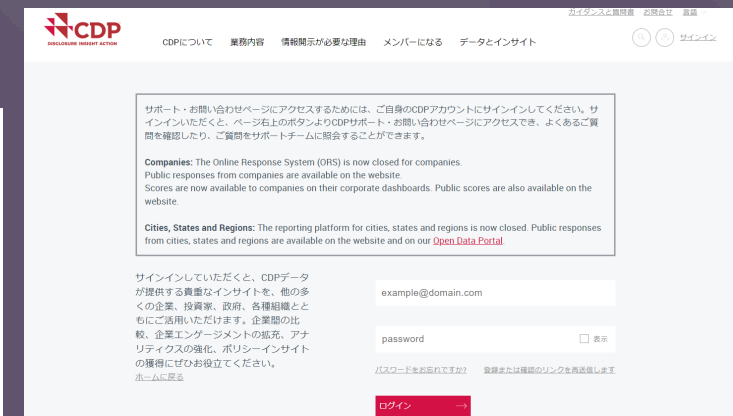 ガイダンスと質問書 お問合せ 言語
CDP
DISCLOSURE INSIGHT ACTION
CDPについて 業務内容 情報開示が必要な理由 メンバーになる データとインサイト
サインイン
サポート・お問い合わせページにアクセスするためには、ご自身のCDPアカウントにサインインしてください。サ
インインいただくと、ページ右上のボタンよりCDPサポート・お問い合わせページにアクセスでき、よくあるご質
問を確認したり、ご質問をサポートチームに照会することができます。
Companies: The Online Response System (ORS) is now closed for companies.
Public responses from companies are available on the website.
Scores are now available to companies on their corporate dashboards. Public scores are also available on the
website.
Cities, States and Regions: The reporting platform for cities, states and regions is now closed. Public responses
from cities, states and regions are available on the website and on our Open Data Portal.
サインインしていただくと、CDPデータ
が提供する貴重なインサイトを、他の多
くの企業、投資家、政府、各種組織とと
もにご活用いただけます。企業間の比
較、企業エンゲージメントの拡充、アナ
リティクスの強化、ポリシーインサイト
の獲得にぜひお役立てください。
ホームに戻る
example@domain.com
password 表示
パスワードをお忘れですか? 登録または確認のリンクを再送信します
ログイン →